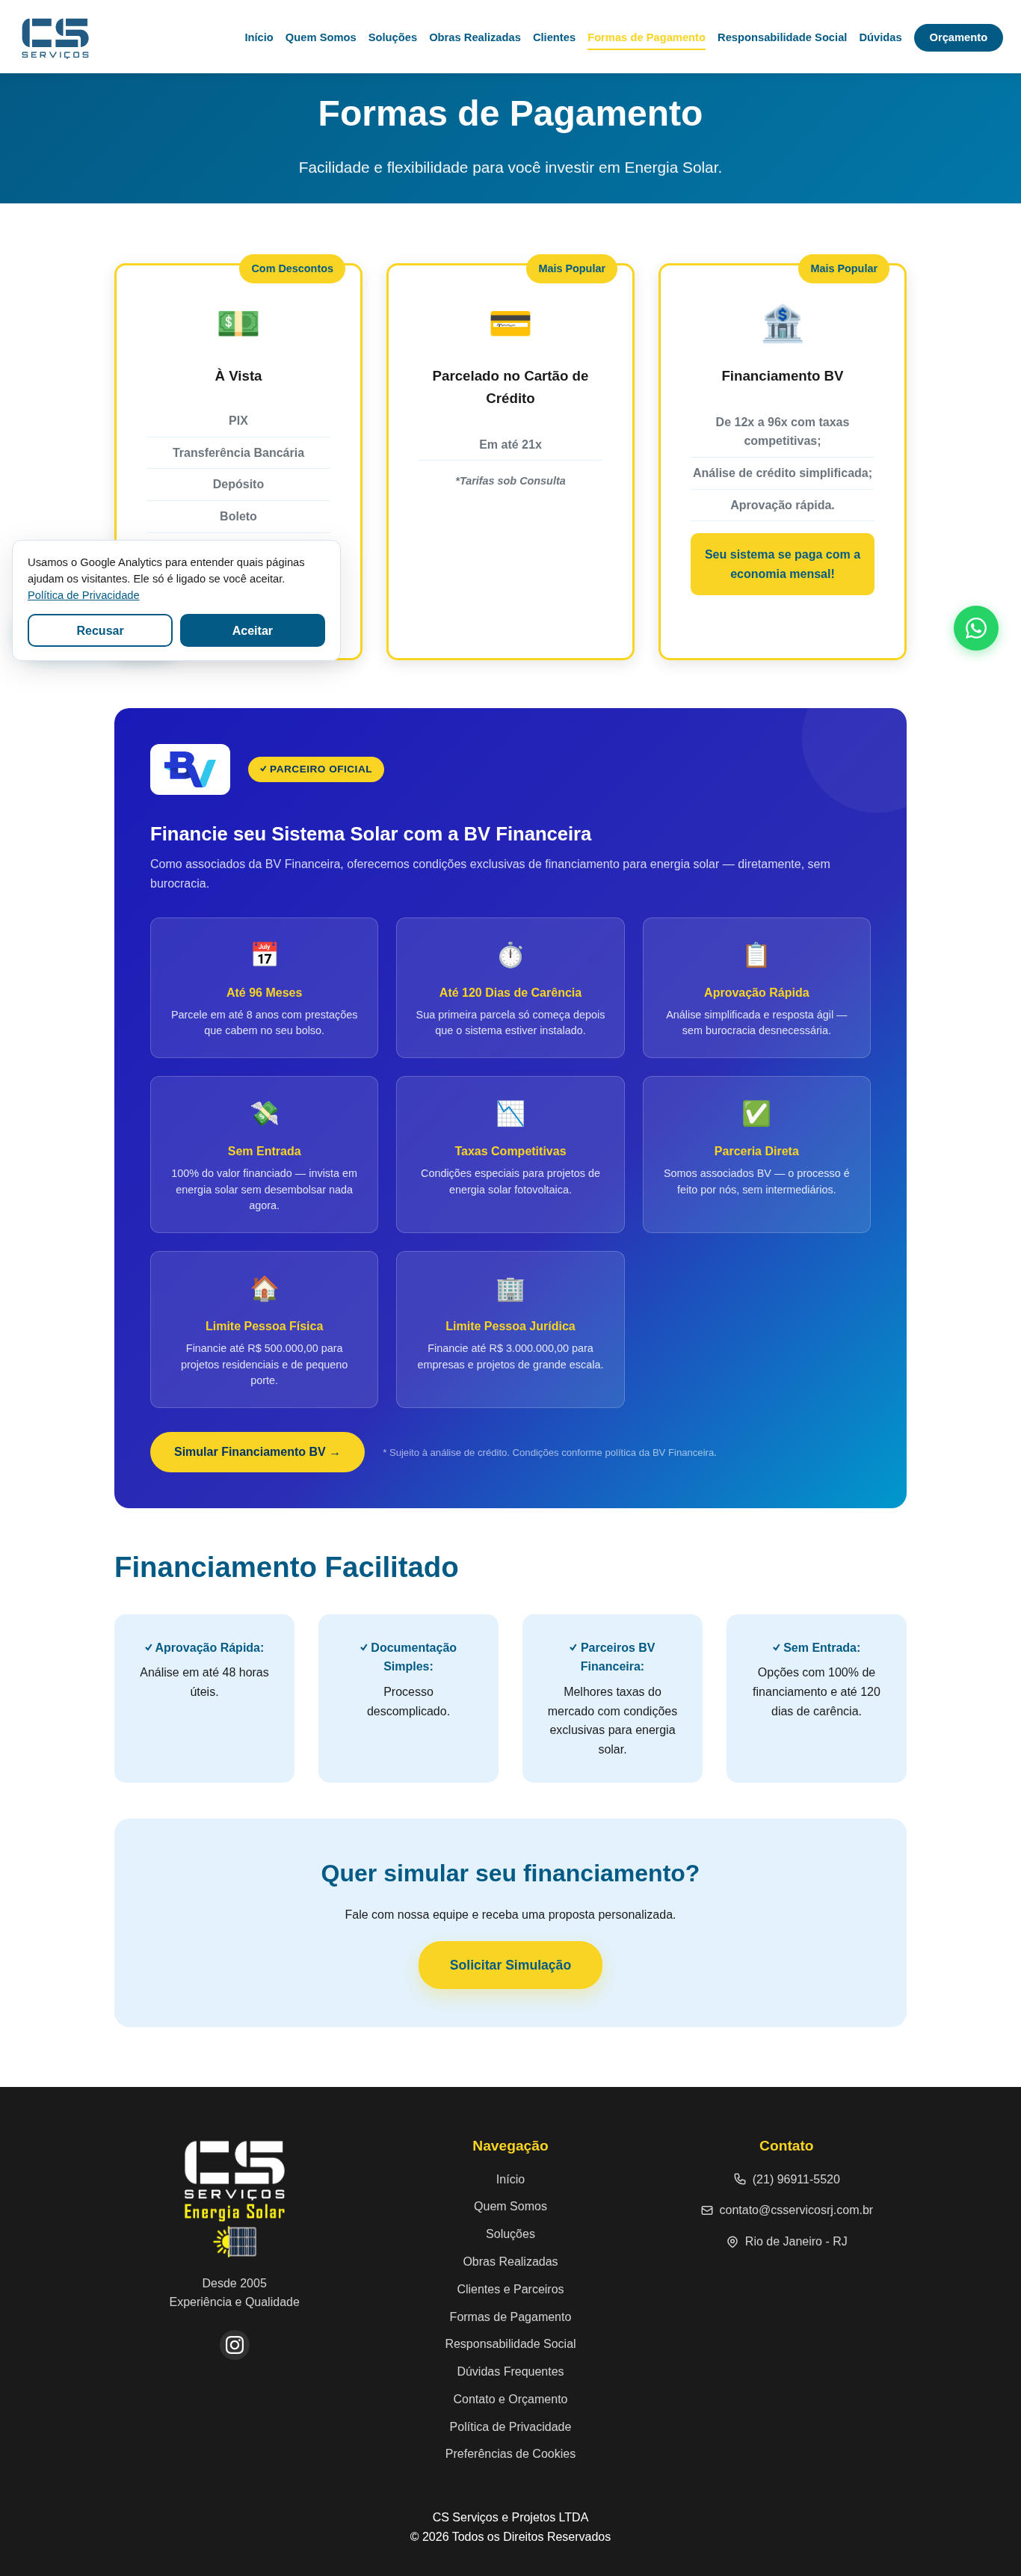 CS
SERVIÇOS
Início Quem Somos Soluções Obras Realizadas Clientes Formas de Pagamento Responsabilidade Social Dúvidas Orçamento
Formas de Pagamento
Facilidade e flexibilidade para você investir em Energia Solar.
Com Descontos
À Vista
PIX
Transferência Bancária
Depósito
Boleto
Mais Popular
Parcelado no Cartão de
Crédito
Em até 21x
*Tarifas sob Consulta
Mais Popular
Financiamento BV
De 12x a 96x com taxas
competitivas;
Análise de crédito simplificada;
Aprovação rápida.
Seu sistema se paga com a
economia mensal!
Usamos o Google Analytics para entender quais páginas
ajudam os visitantes. Ele só é ligado se você aceitar.
Política de Privacidade
Recusar Aceitar
BV
✓ PARCEIRO OFICIAL
Financie seu Sistema Solar com a BV Financeira
Como associados da BV Financeira, oferecemos condições exclusivas de financiamento para energia solar — diretamente, sem
burocracia.
JULY
17
Até 96 Meses
Parcele em até 8 anos com prestações
que cabem no seu bolso.
Até 120 Dias de Carência
Sua primeira parcela só começa depois
que o sistema estiver instalado.
Aprovação Rápida
Análise simplificada e resposta ágil —
sem burocracia desnecessária.
Sem Entrada
100% do valor financiado — invista em
energia solar sem desembolsar nada
agora.
Taxas Competitivas
Condições especiais para projetos de
energia solar fotovoltaica.
Parceria Direta
Somos associados BV — o processo é
feito por nós, sem intermediários.
Limite Pessoa Física
Financie até R$ 500.000,00 para
projetos residenciais e de pequeno
porte.
Limite Pessoa Jurídica
Financie até R$ 3.000.000,00 para
empresas e projetos de grande escala.
Simular Financiamento BV →
* Sujeito à análise de crédito. Condições conforme política da BV Financeira.
Financiamento Facilitado
✓ Aprovação Rápida:
Análise em até 48 horas
úteis.
✓ Documentação
Simples:
Processo
descomplicado.
✓ Parceiros BV
Financeira:
Melhores taxas do
mercado com condições
exclusivas para energia
solar.
✓ Sem Entrada:
Opções com 100% de
financiamento e até 120
dias de carência.
Quer simular seu financiamento?
Fale com nossa equipe e receba uma proposta personalizada.
Solicitar Simulação
CS
SERVIÇOS
Energia Solar
Desde 2005
Experiência e Qualidade
Navegação
Início
Quem Somos
Soluções
Obras Realizadas
Clientes e Parceiros
Formas de Pagamento
Responsabilidade Social
Dúvidas Frequentes
Contato e Orçamento
Política de Privacidade
Preferências de Cookies
Contato
(21) 96911-5520
contato@csservicosrj.com.br
Rio de Janeiro - RJ
CS Serviços e Projetos LTDA
© 2026 Todos os Direitos Reservados